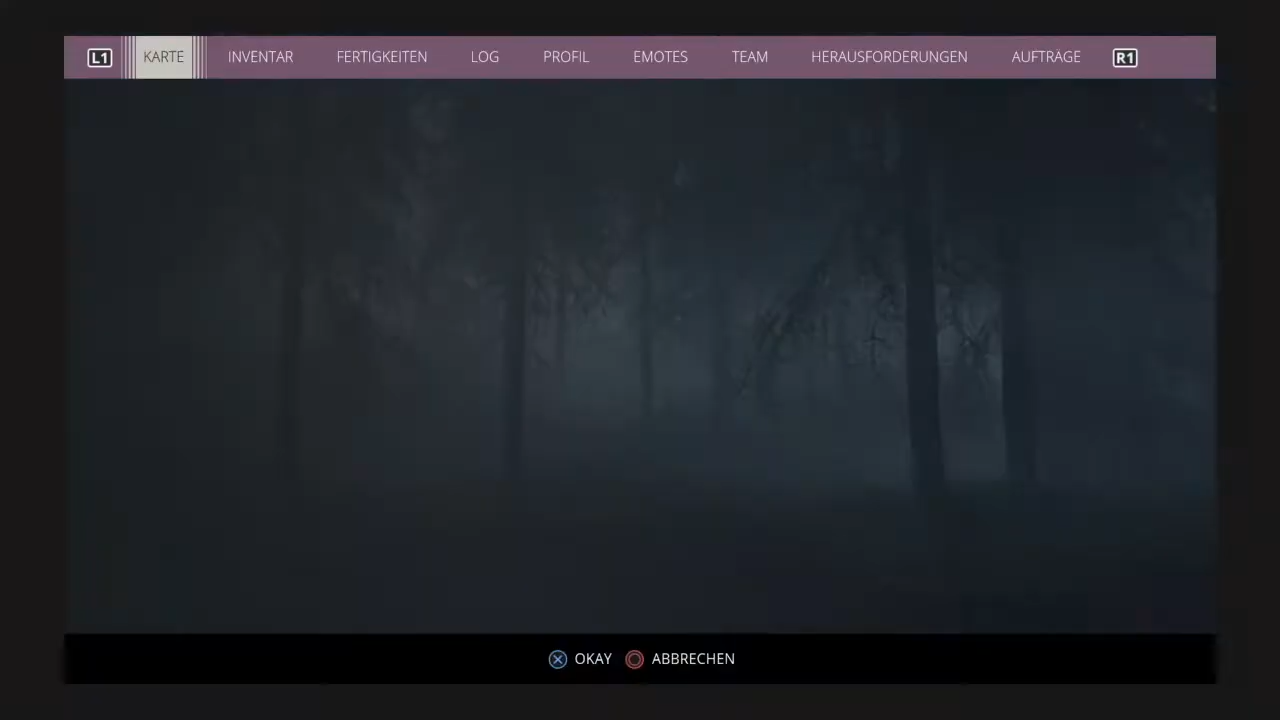 L1 KARTE INVENTAR FERTIGKEITEN LOG PROFIL EMOTES TEAM HERAUSFORDERUNGEN AUFTRÄGE R1
OKAY ABBRECHEN